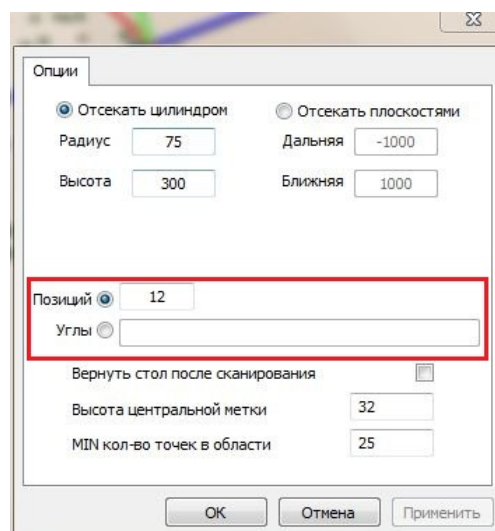 Опции
Отсекать цилиндром Отсекать плоскостями
Радиус 75 Дальняя -1000
Высота 300 Ближняя 1000
Позиций 12
Углы
Вернуть стол после сканирования
Высота центральной метки 32
MIN кол-во точек в области 25
OK Отмена Применить